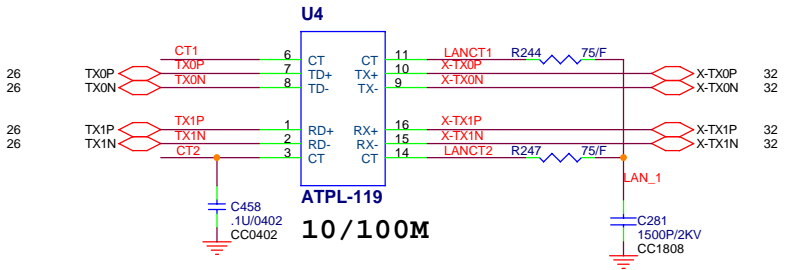 U4
CT1 6 CT CT 11 LANCT1 R244 75/F
26 TX0P TX0P 7 TD+ TX+ 10 X-TX0P X-TX0P 32
26 TX0N TX0N 8 TD- TX- 9 X-TX0N X-TX0N 32
26 TX1P TX1P 1 RD+ RX+ 16 X-TX1P X-TX1P 32
26 TX1N TX1N 2 RD- RX- 15 X-TX1N X-TX1N 32
CT2 3 CT CT 14 LANCT2 R247 75/F
LAN_1
ATPL-119
C458
.1U/0402
CC0402
10/100M
C281
1500P/2KV
CC1808